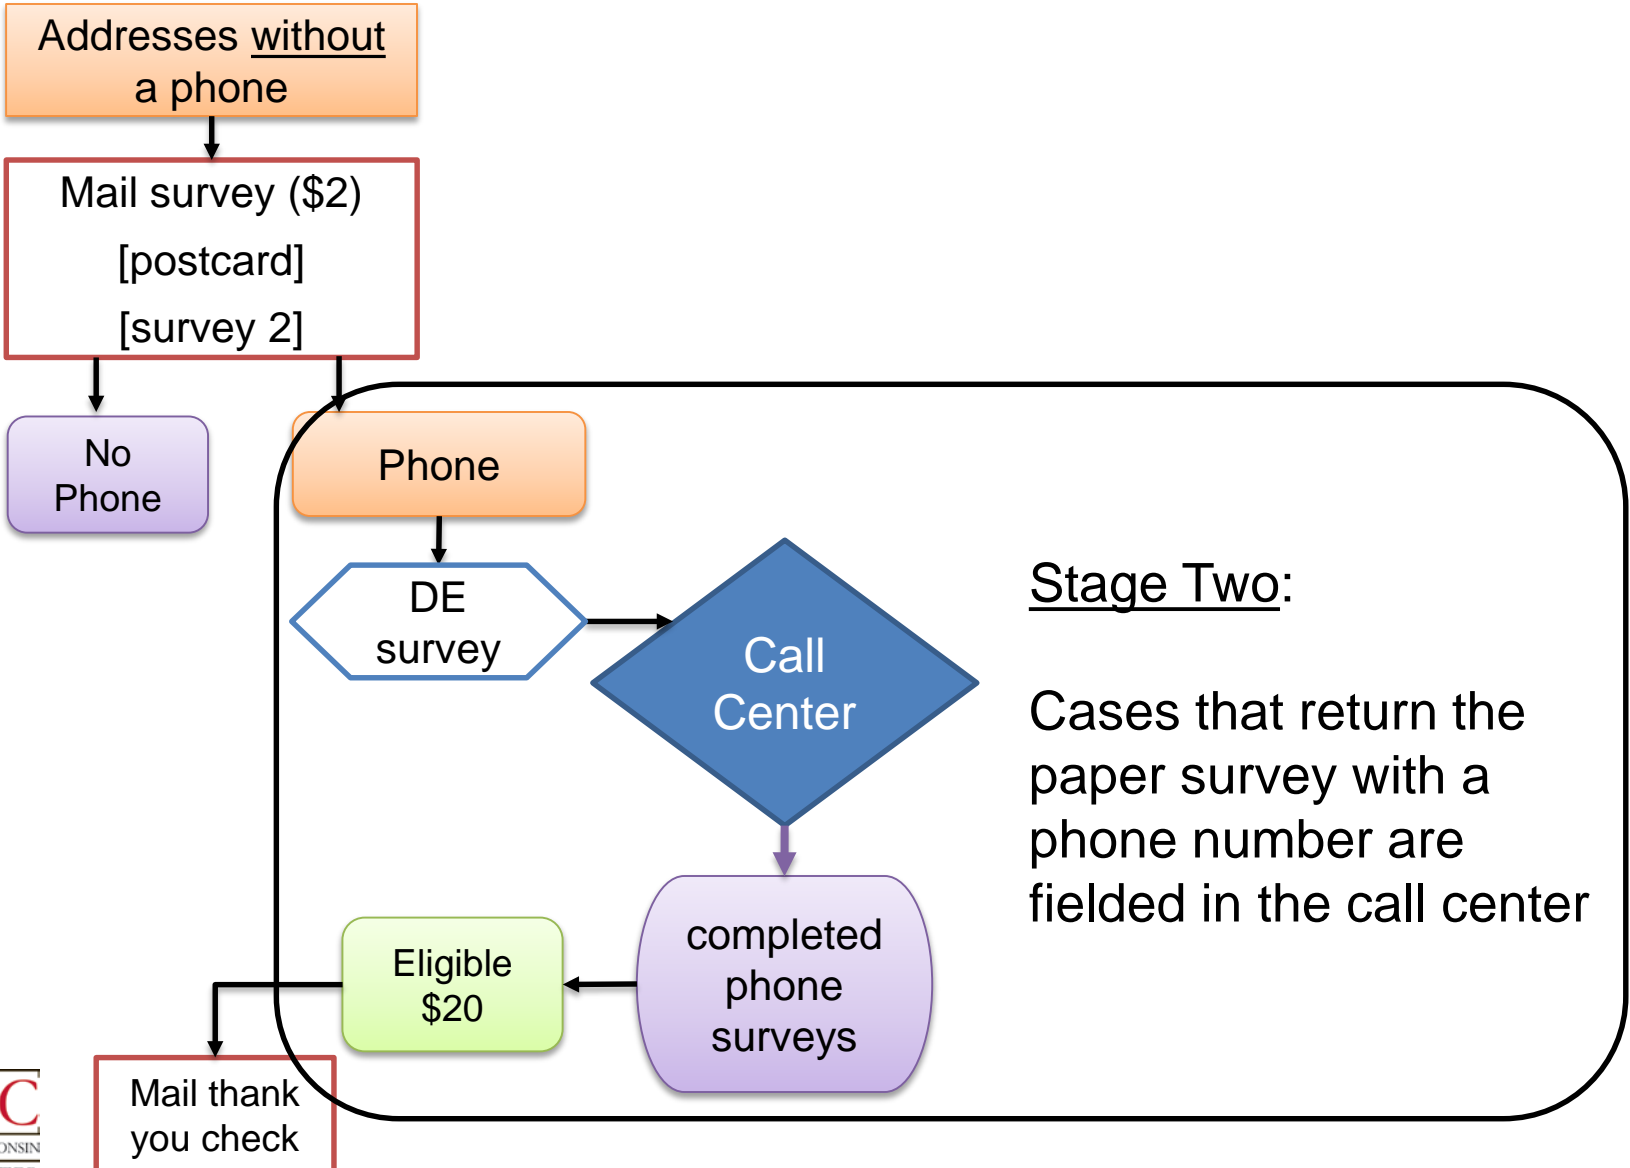 Addresses without
a phone
Mail survey ($2)
[postcard]
[survey 2]
No
Phone
Phone
DE
survey
Call
Center
Stage Two:
Cases that return the
paper survey with a
phone number are
fielded in the call center
completed
phone
surveys
Eligible
$20
Mail thank
you check
C
ONSIN